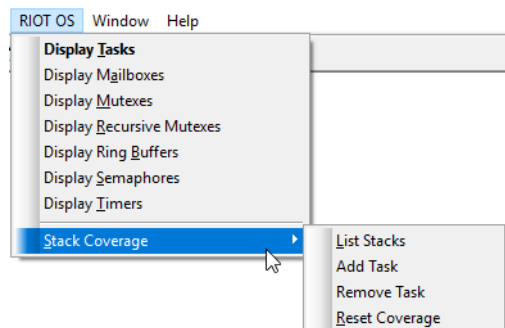 RIOT OS Window Help
Display Tasks
Display Mailboxes
Display Mutexes
Display Recursive Mutexes
Display Ring Buffers
Display Semaphores
Display Timers
Stack Coverage
List Stacks
Add Task
Remove Task
Reset Coverage